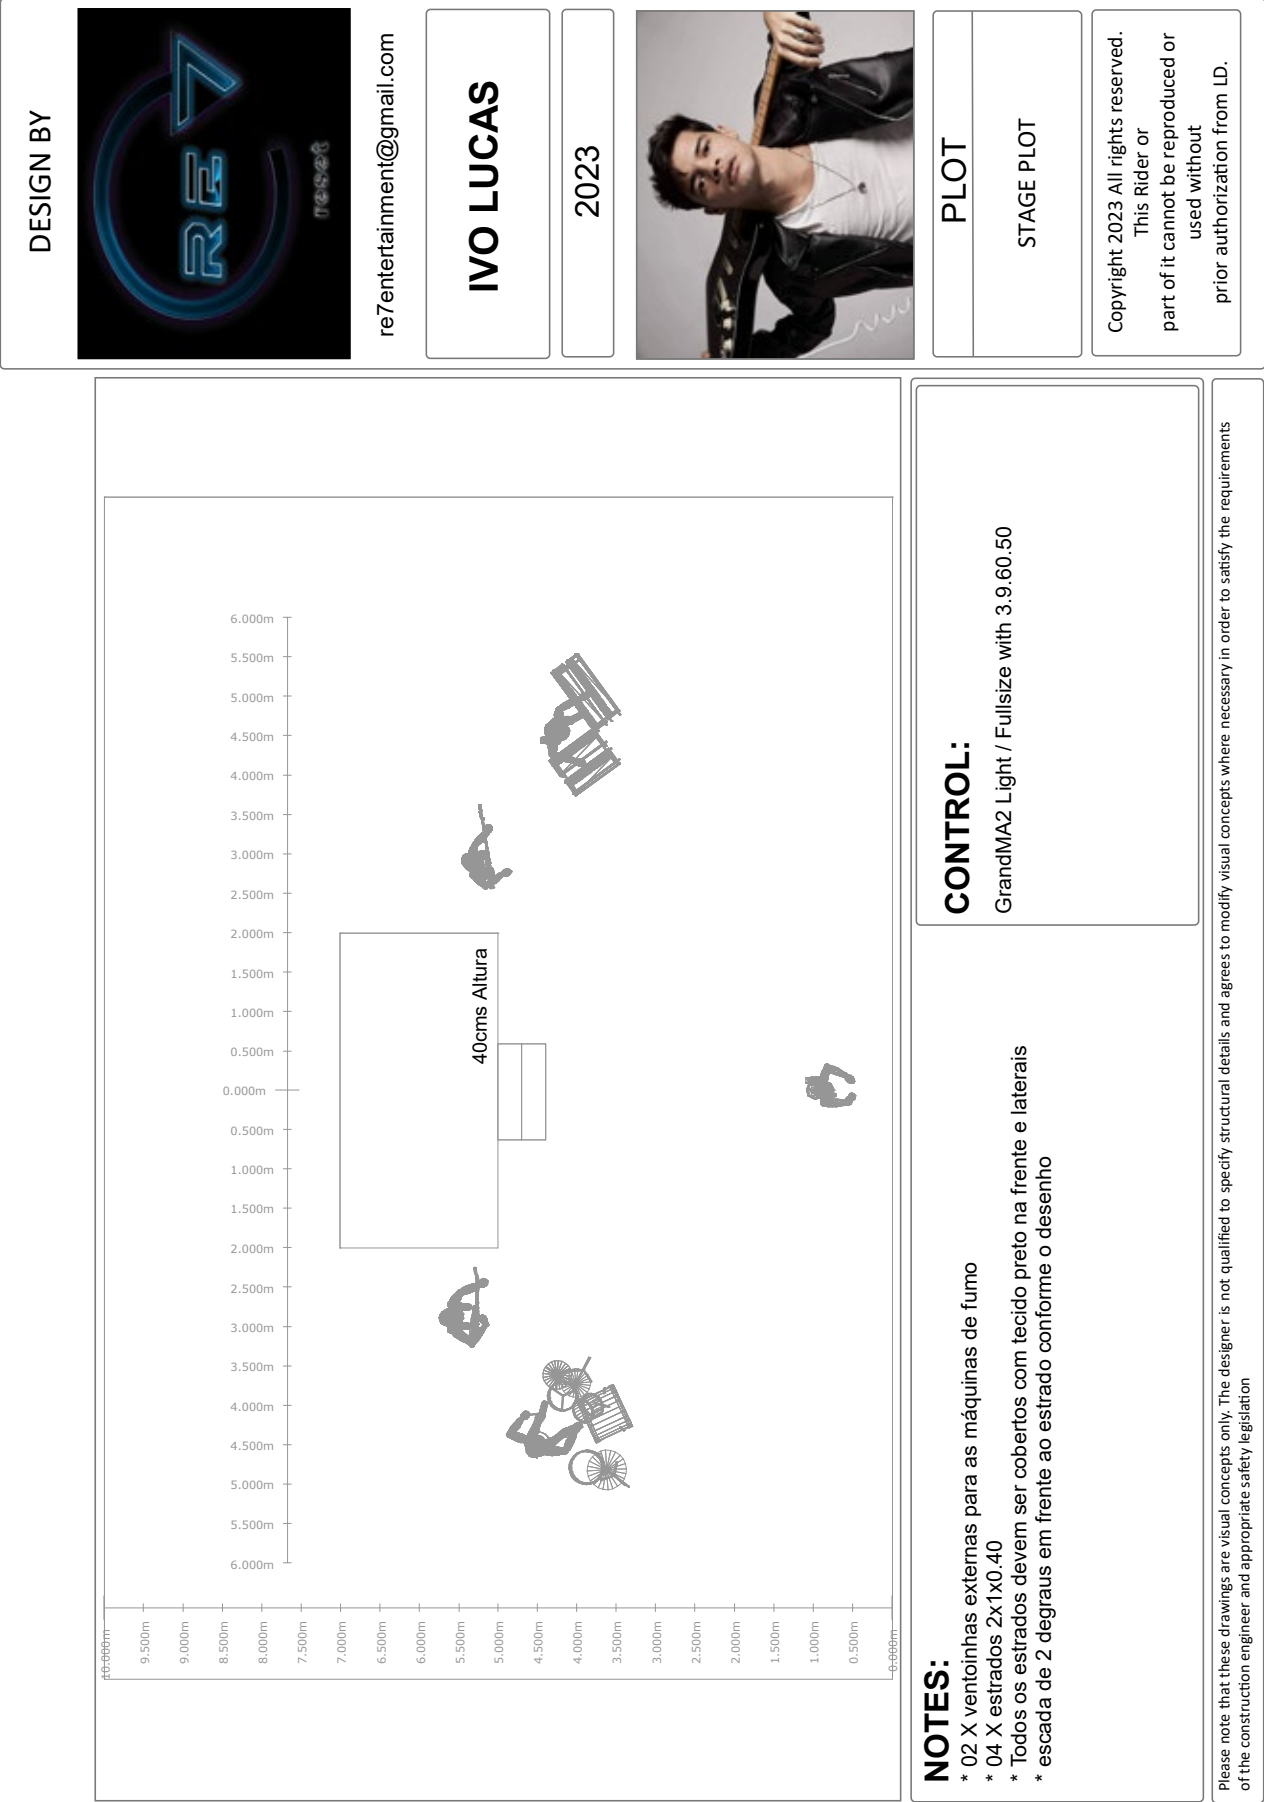 10.000m
9.500m
9.000m
8.500m
8.000m
7.500m
7.000m
6.500m
6.000m
5.500m
5.000m
4.500m
4.000m
3.500m
3.000m
2.500m
2.000m
1.500m
1.000m
0.500m
0.000m
6.000m
5.500m
5.000m
4.500m
4.000m
3.500m
3.000m
2.500m
2.000m
1.500m
1.000m
0.500m
0.000m
0.500m
1.000m
1.500m
2.000m
2.500m
3.000m
3.500m
4.000m
4.500m
5.000m
5.500m
6.000m
40cms Altura
NOTES:
* 02 X ventoinhas externas para as máquinas de fumo
* 04 X estrados 2x1x0.40
* Todos os estrados devem ser cobertos com tecido preto na frente e laterais
* escada de 2 degraus em frente ao estrado conforme o desenho
CONTROL:
GrandMA2 Light / Fullsize with 3.9.60.50
Please note that these drawings are visual concepts only. The designer is not qualified to specify structural details and agrees to modify visual concepts where necessary in order to satisfy the requirements
of the construction engineer and appropriate safety legislation
DESIGN BY
RE7
reset
re7entertainment@gmail.com
IVO LUCAS
2023
PLOT
STAGE PLOT
Copyright 2023 All rights reserved.
This Rider or
part of it cannot be reproduced or
used without
prior authorization from LD.